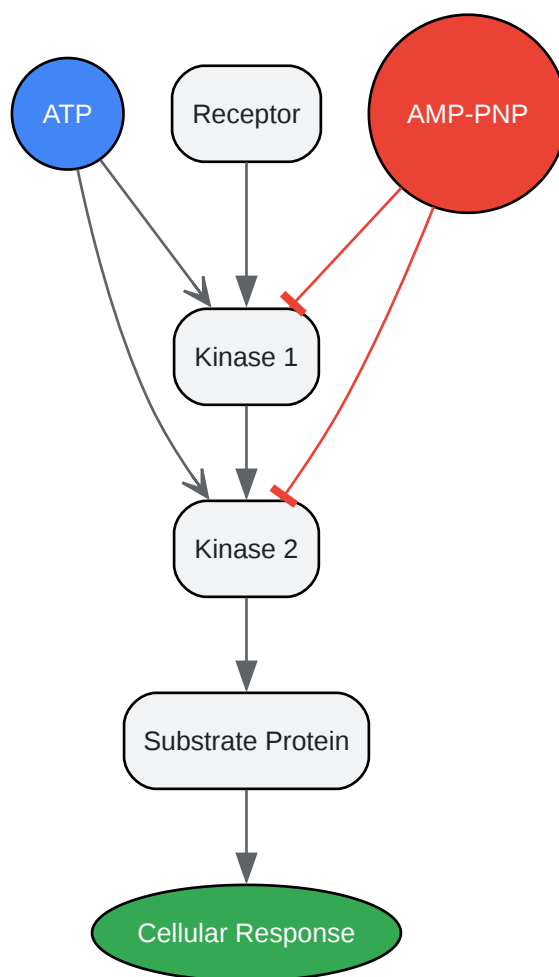 ATP
Receptor
AMP-PNP
Kinase 1
Kinase 2
Substrate Protein
Cellular Response